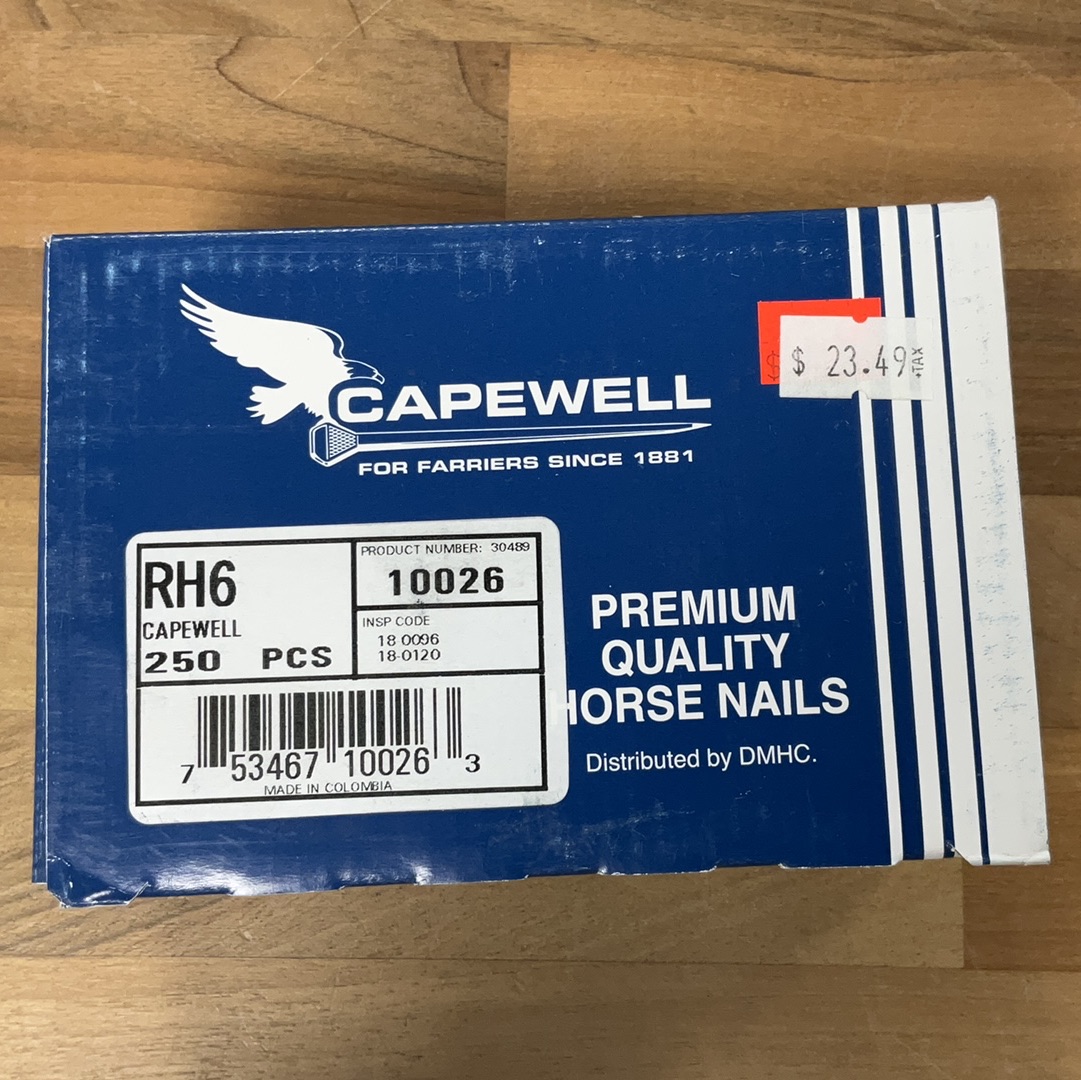 $ 23.49 +TAX
CAPEWELL
FOR FARRIERS SINCE 1881
RH6
CAPEWELL
250 PCS
PRODUCT NUMBER: 30489
10026
INSP CODE
18-0096
18-0120
7 53467 10026 3
MADE IN COLOMBIA
PREMIUM
QUALITY
HORSE NAILS
Distributed by DMHC.